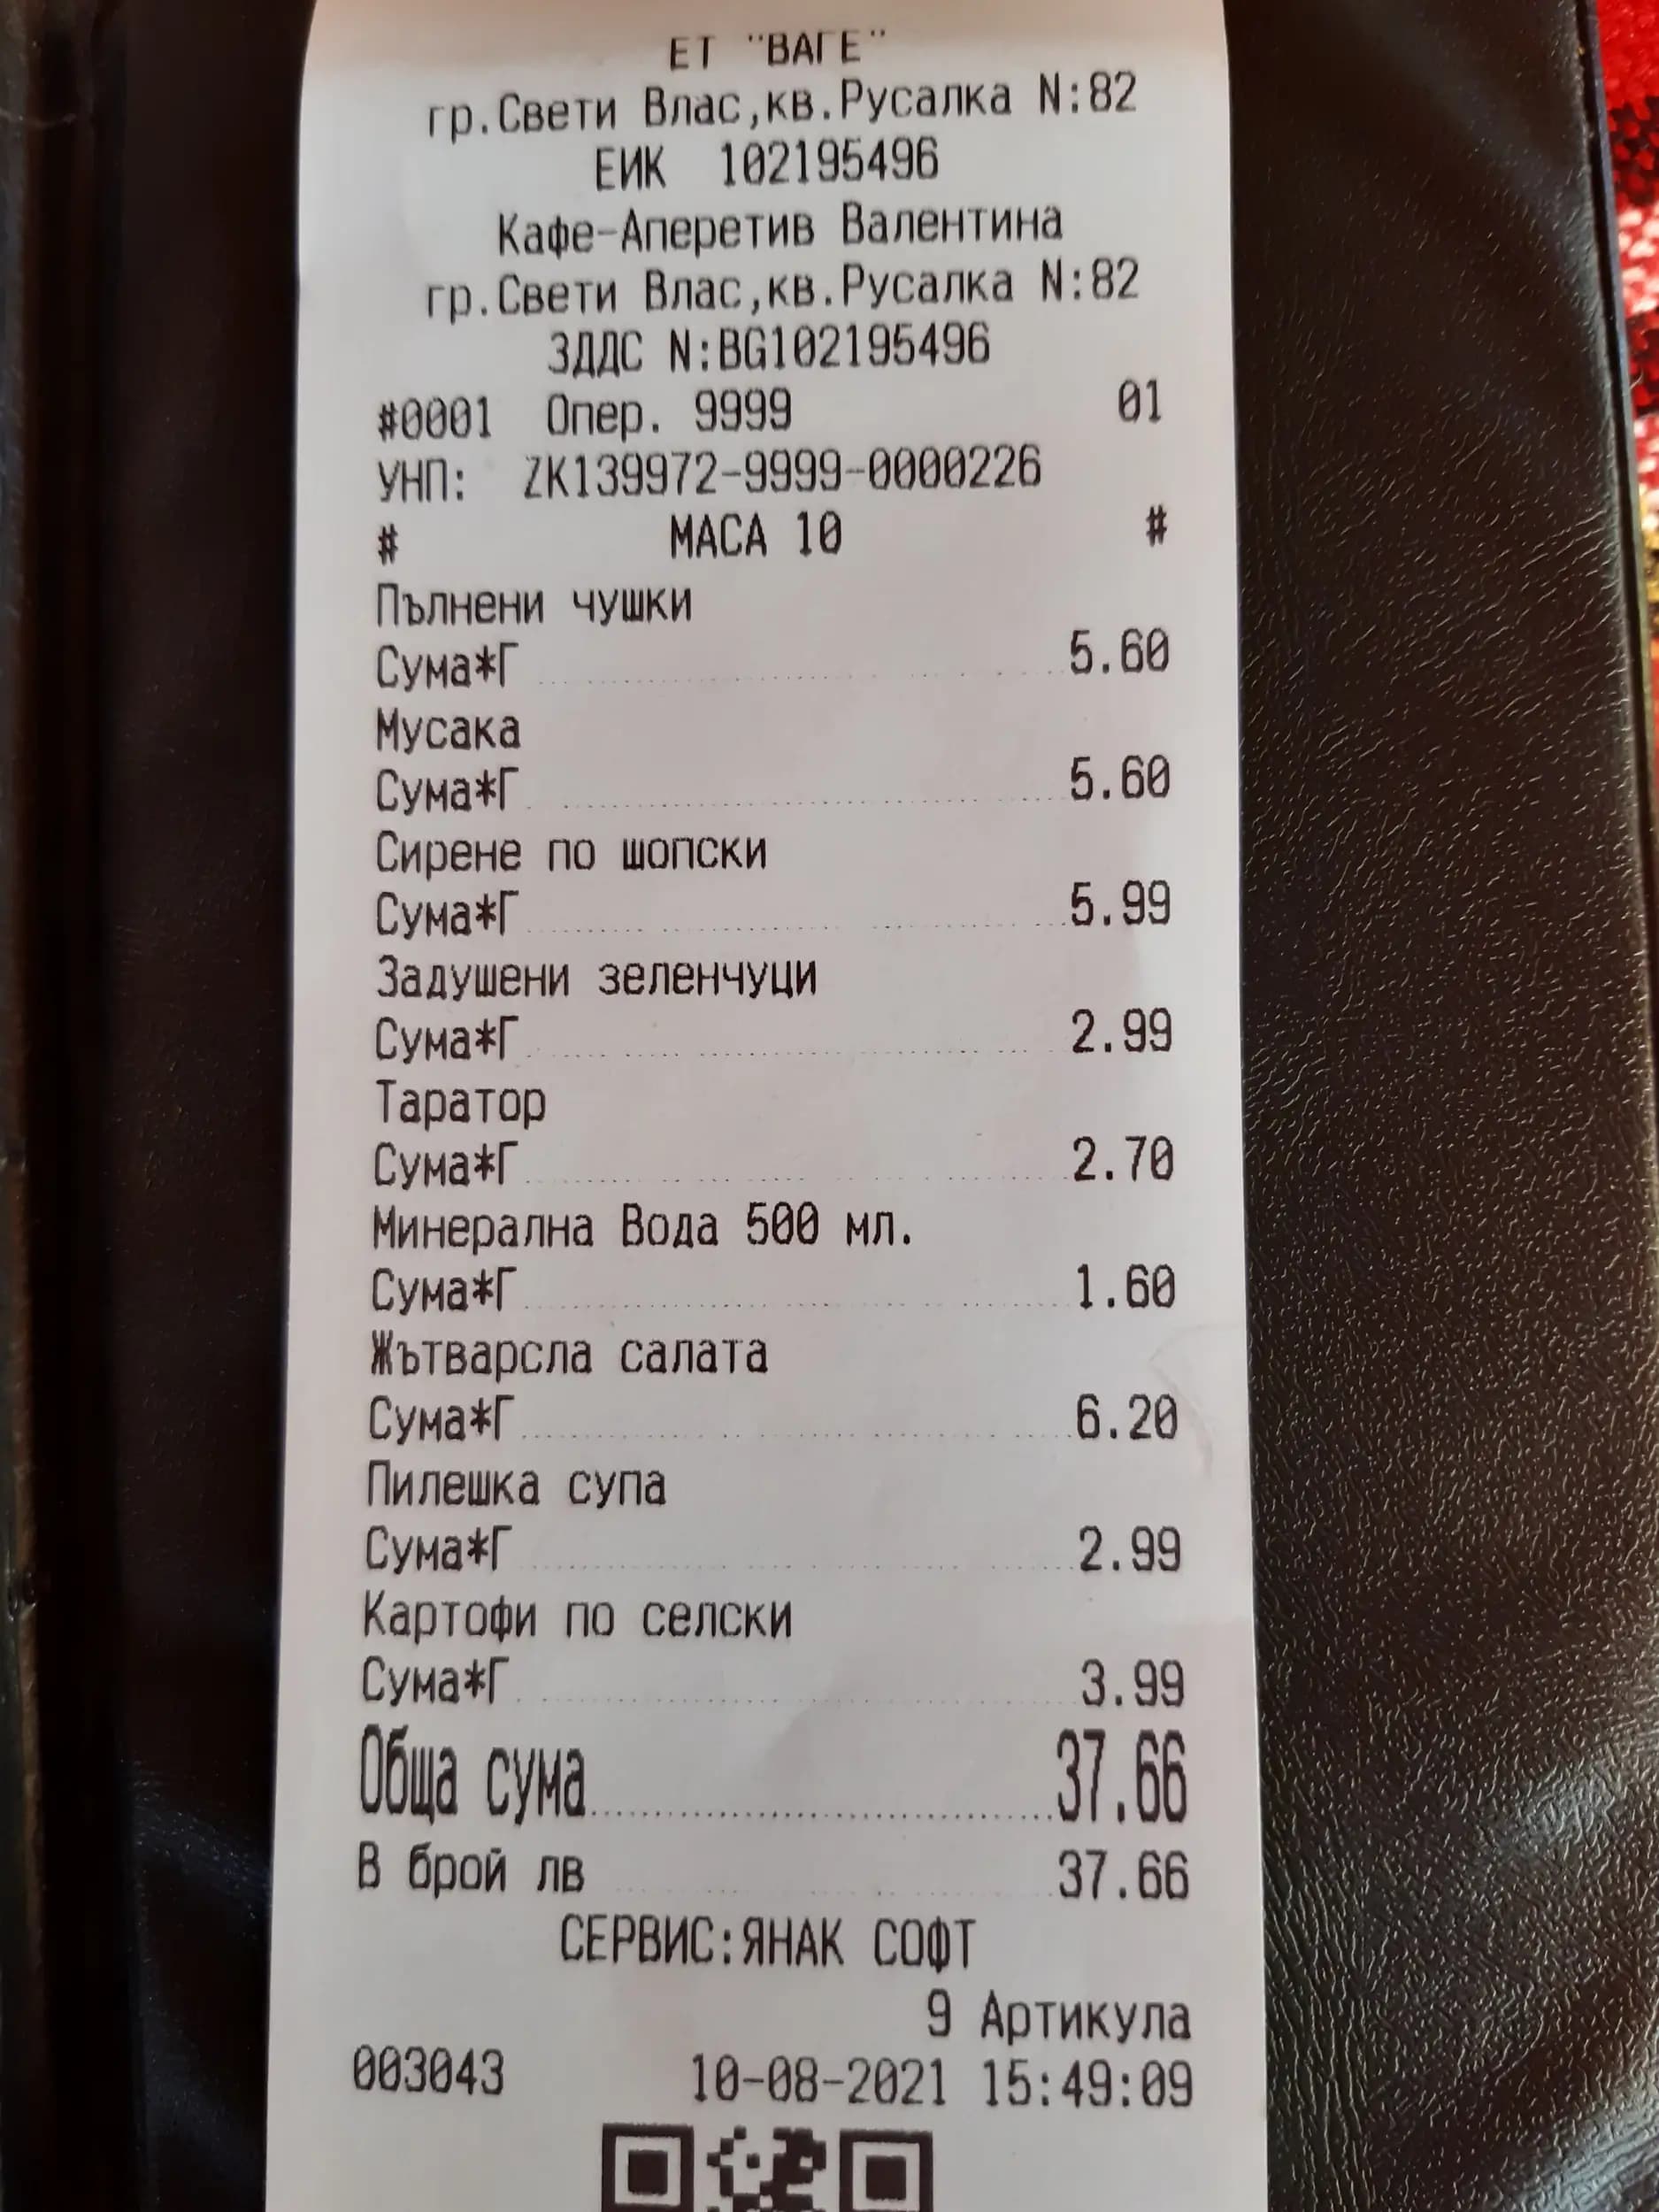 ЕТ "ВАГЕ"
гр.Свети Влас,кв.Русалка N:82
ЕИК 102195496
Кафе-Аперетив Валентина
гр.Свети Влас,кв.Русалка N:82
ЗДДС N:BG102195496
#0001 Опер. 9999 01
УНП: ZK139972-9999-0000226
# МАСА 10 #
Пълнени чушки
Сума*Г 5.60
Мусака
Сума*Г 5.60
Сирене по шопски
Сума*Г 5.99
Задушени зеленчуци
Сума*Г 2.99
Таратор
Сума*Г 2.70
Минерална Вода 500 мл.
Сума*Г 1.60
Жътварсла салата
Сума*Г 6.20
Пилешка супа
Сума*Г 2.99
Картофи по селски
Сума*Г 3.99
Обща сума 37.66
В брой лв 37.66
СЕРВИС:ЯНАК СОФТ
9 Артикула
003043 10-08-2021 15:49:09